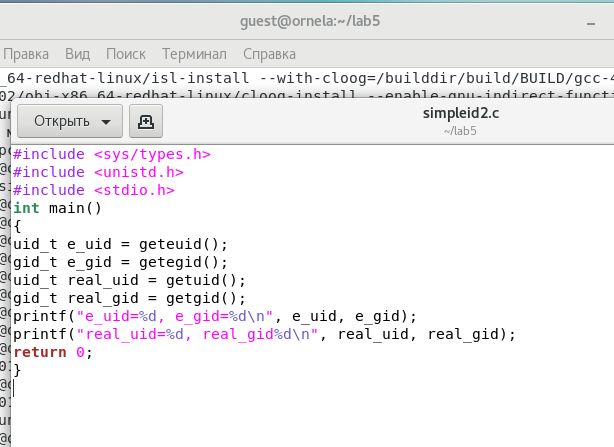 guest@ornela:~/lab5
Правка Вид Поиск Терминал Справка
_64-redhat-linux/isl-install --with-cloog=/builddir/build/BUILD/gcc-4
Открыть
simpleid2.c
~/lab5
#include <sys/types.h>
#include <unistd.h>
#include <stdio.h>
int main()
{
uid_t e_uid = geteuid();
gid_t e_gid = getegid();
uid_t real_uid = getuid();
gid_t real_gid = getgid();
printf("e_uid=%d, e_gid=%d\n", e_uid, e_gid);
printf("real_uid=%d, real_gid%d\n", real_uid, real_gid);
return 0;
}